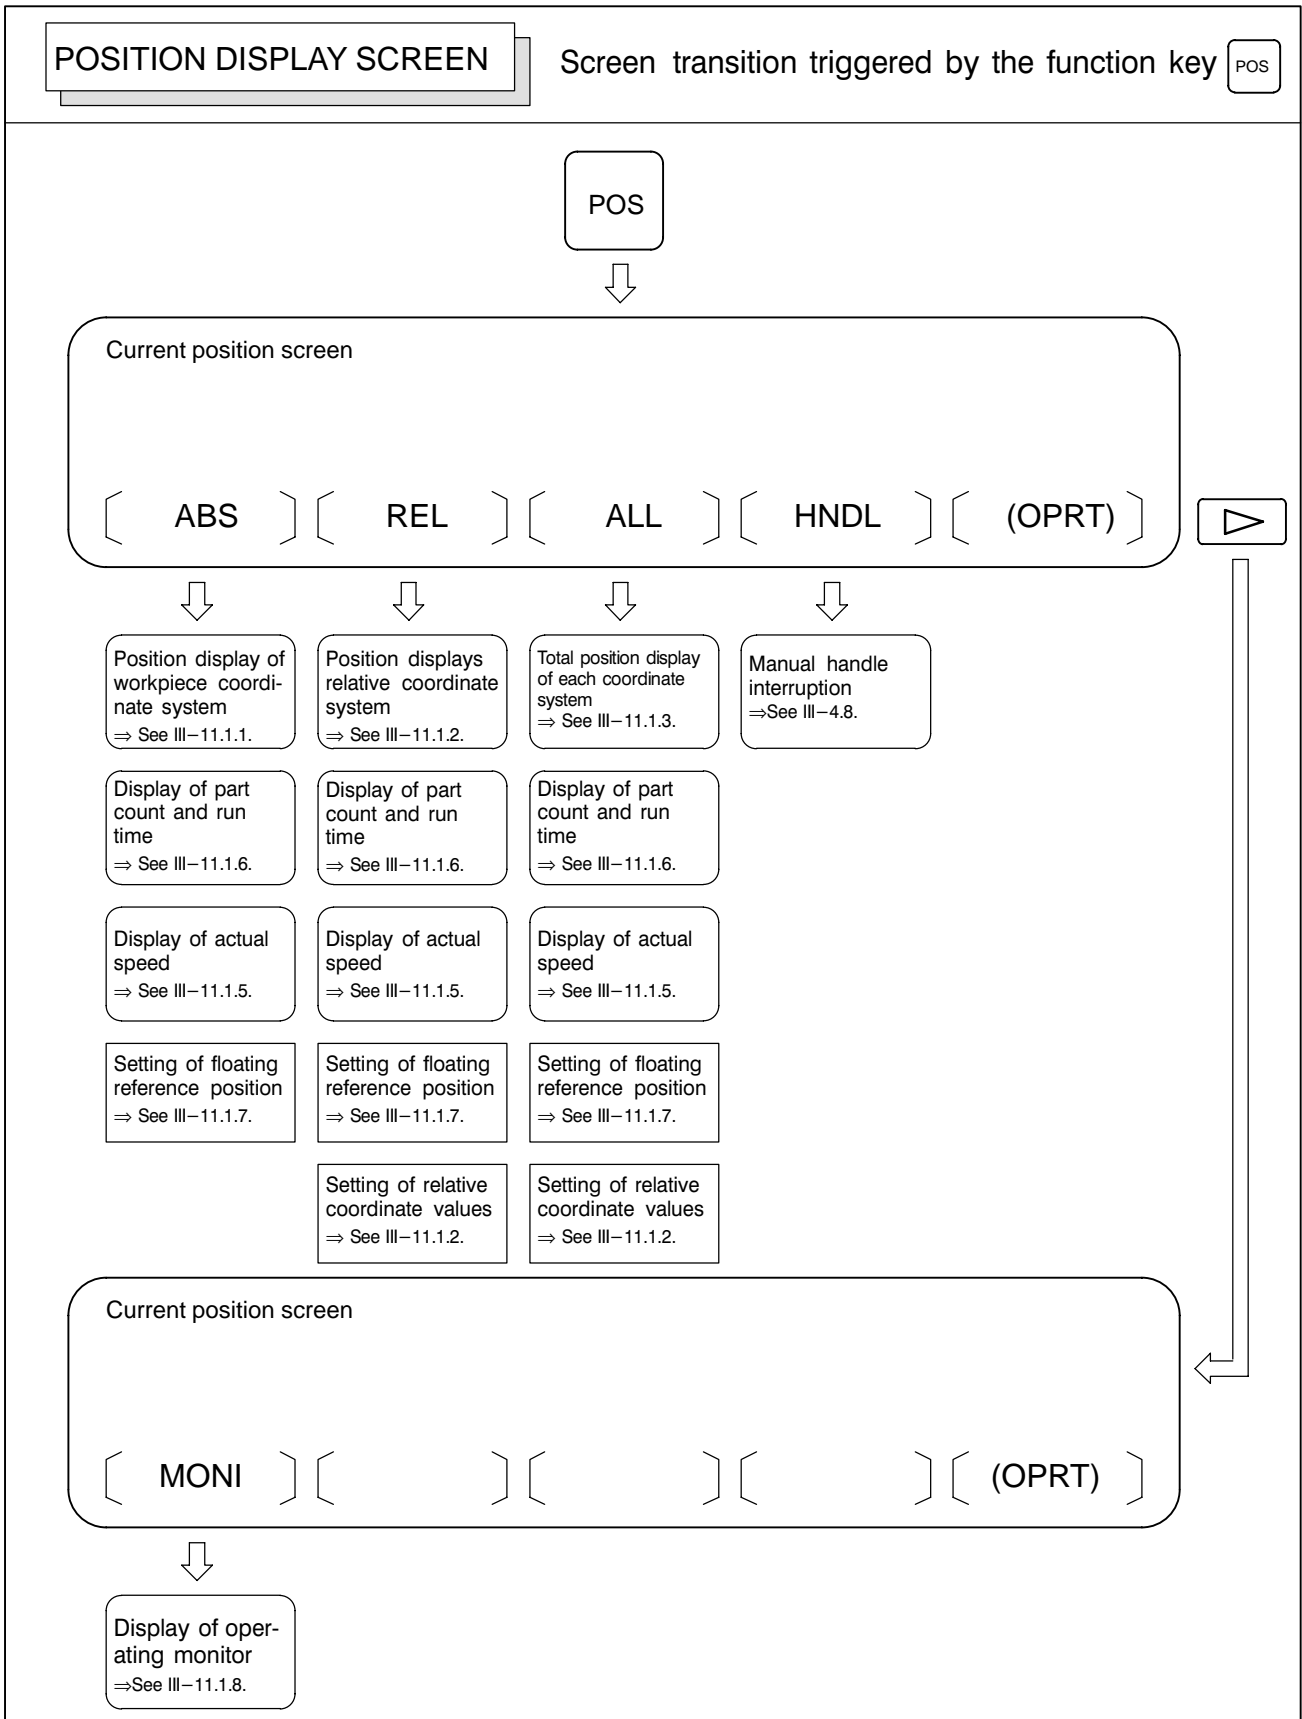 POSITION DISPLAY SCREEN
Screen transition triggered by the function key POS
POS
Current position screen
[ ABS ] [ REL ] [ ALL ] [ HNDL ] [ (OPRT) ]
Position display of
workpiece coordi-
nate system
⇒ See III−11.1.1.
Position displays
relative coordinate
system
⇒ See III−11.1.2.
Total position display
of each coordinate
system
⇒ See III−11.1.3.
Manual handle
interruption
⇒See III−4.8.
Display of part
count and run
time
⇒ See III−11.1.6.
Display of part
count and run
time
⇒ See III−11.1.6.
Display of part
count and run
time
⇒ See III−11.1.6.
Display of actual
speed
⇒ See III−11.1.5.
Display of actual
speed
⇒ See III−11.1.5.
Display of actual
speed
⇒ See III−11.1.5.
Setting of floating
reference position
⇒ See III−11.1.7.
Setting of floating
reference position
⇒ See III−11.1.7.
Setting of floating
reference position
⇒ See III−11.1.7.
Setting of relative
coordinate values
⇒ See III−11.1.2.
Setting of relative
coordinate values
⇒ See III−11.1.2.
Current position screen
[ MONI ] [ ] [ ] [ ] [ (OPRT) ]
Display of oper-
ating monitor
⇒See III−11.1.8.